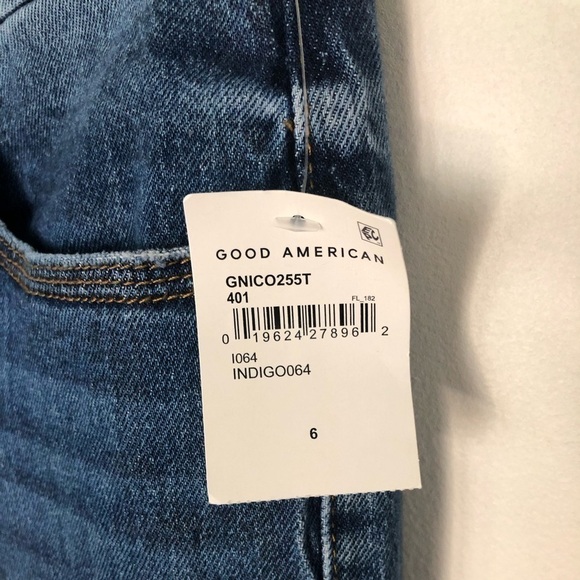 GOOD AMERICAN
GNICO255T
401
FL_182
0 19624 27896 2
I064
INDIGO064
6